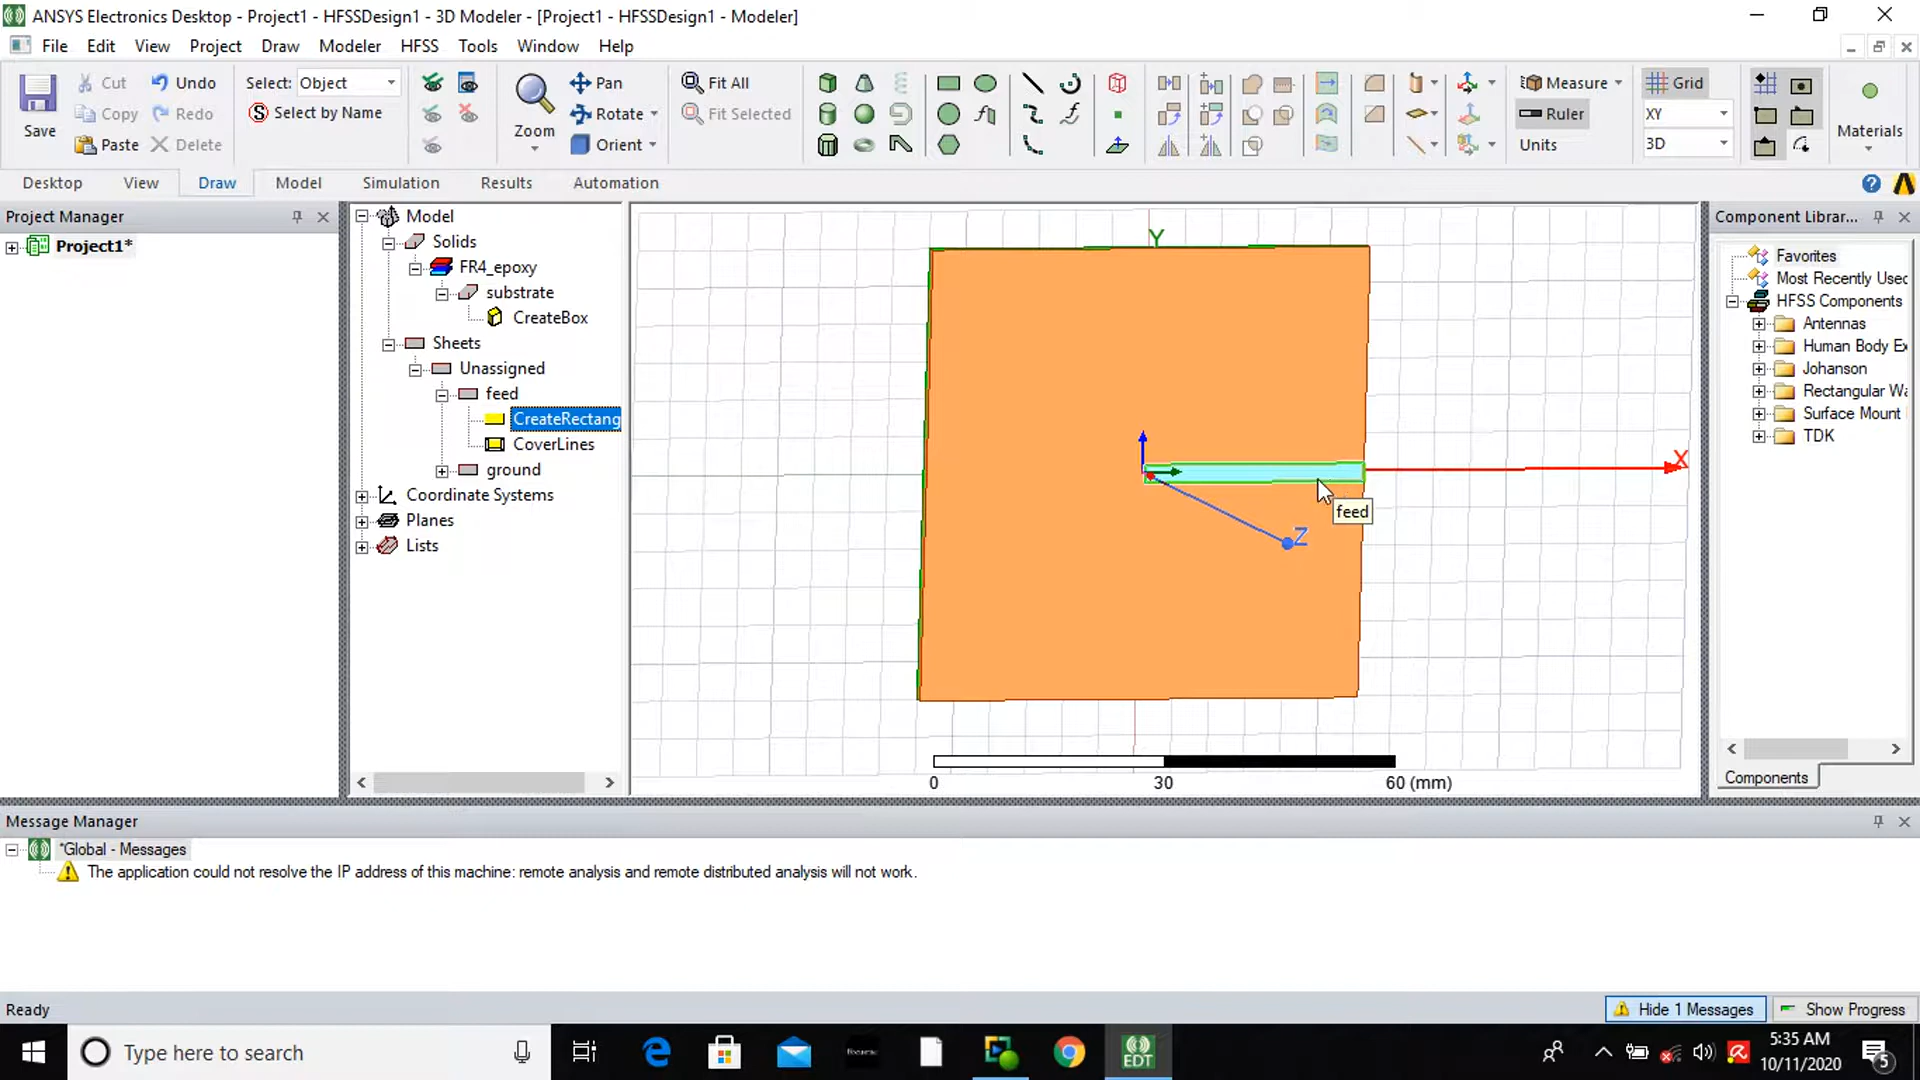 ANSYS Electronics Desktop - Project1 - HFSSDesign1 - 3D Modeler - [Project1 - HFSSDesign1 - Modeler]
File Edit View Project Draw Modeler HFSS Tools Window Help
Save
Cut
Copy
Paste
Undo
Redo
Delete
Select: Object
Select by Name
Zoom
Pan
Rotate
Orient
Fit All
Fit Selected
Measure
Ruler
Units
Grid
XY
3D
Materials
Desktop View Draw Model Simulation Results Automation
Project Manager
Project1*
Model
Solids
FR4_epoxy
substrate
CreateBox
Sheets
Unassigned
feed
CreateRectang
CoverLines
ground
Coordinate Systems
Planes
Lists
Y
X
Z
feed
0 30 60 (mm)
Component Librar...
Favorites
Most Recently Used
HFSS Components
Antennas
Human Body Ex
Johanson
Rectangular Wa
Surface Mount
TDK
Components
Message Manager
*Global - Messages
The application could not resolve the IP address of this machine: remote analysis and remote distributed analysis will not work.
Ready
Hide 1 Messages
Show Progress
Type here to search
EDT
5:35 AM
10/11/2020
5